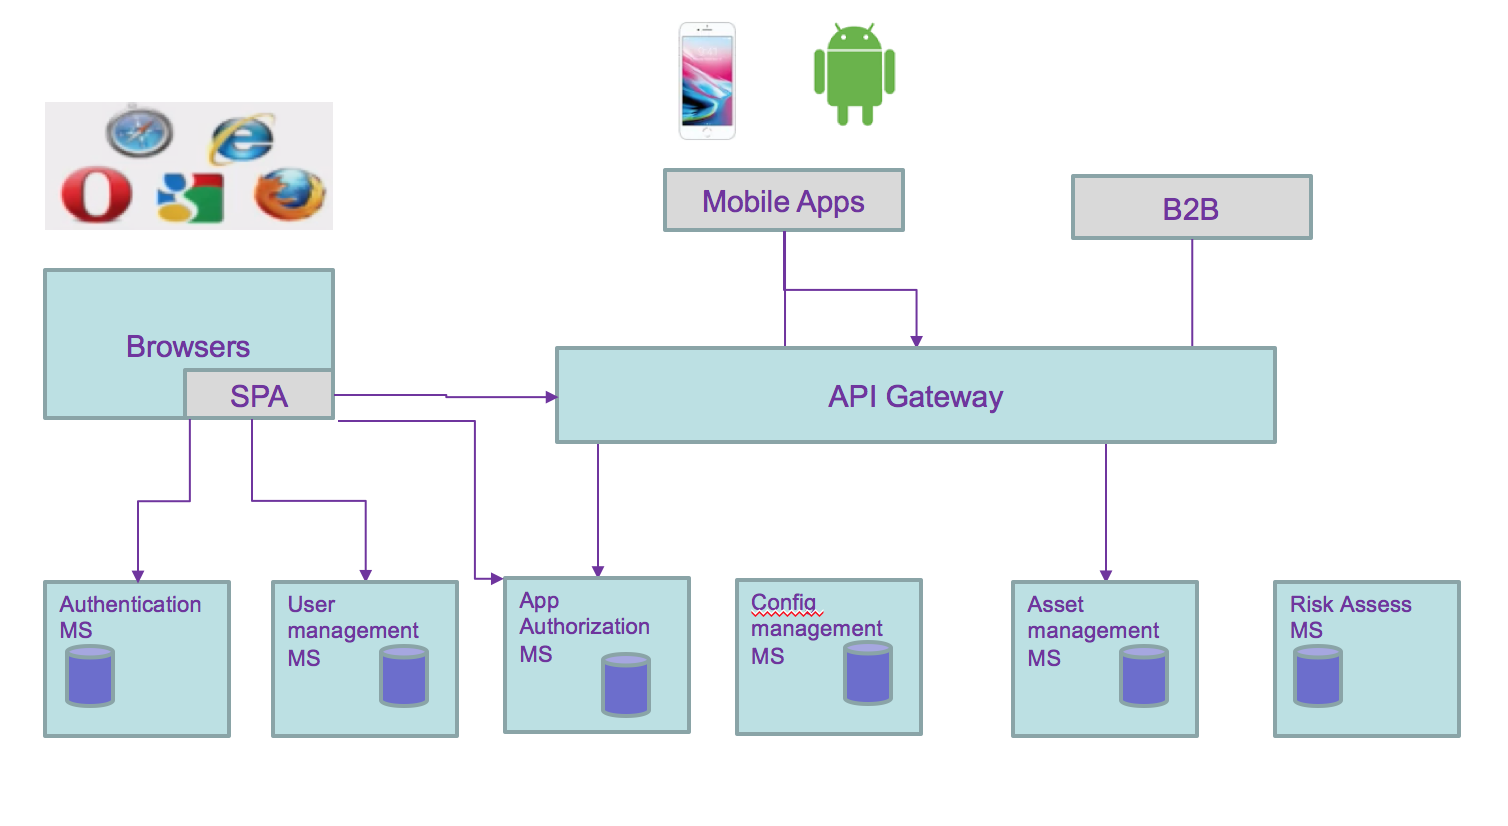 Mobile Apps
B2B
Browsers
SPA
API Gateway
Authentication
MS
User
management
MS
App
Authorization
MS
Config
management
MS
Asset
management
MS
Risk Assess
MS